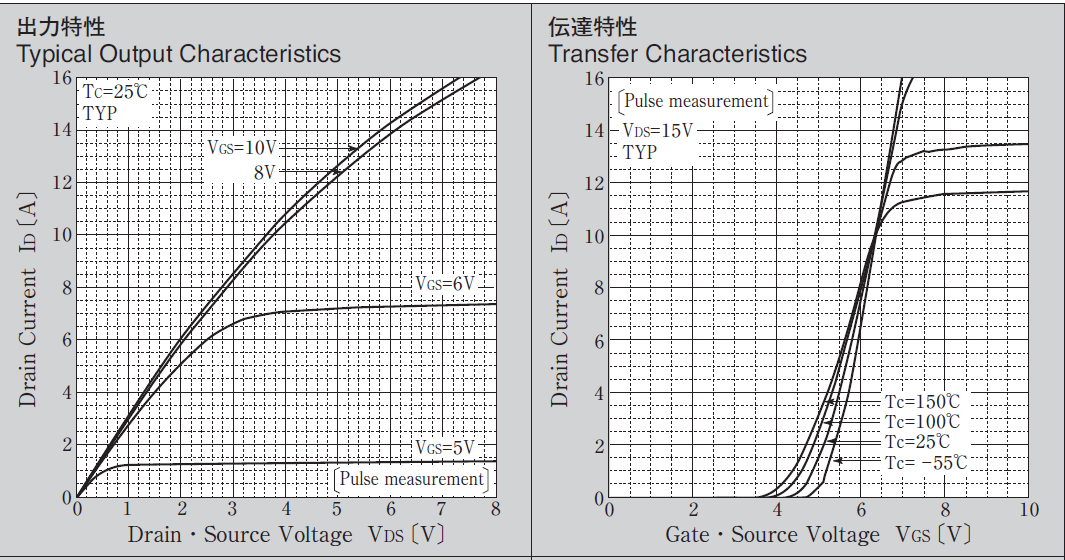 出力特性
Typical Output Characteristics
16
14
12
10
8
6
4
2
0
Drain Current ID〔A〕
Tc=25℃
TYP
VGS=10V
8V
VGS=6V
VGS=5V
〔Pulse measurement〕
0 1 2 3 4 5 6 7 8
Drain・Source Voltage VDS〔V〕
伝達特性
Transfer Characteristics
16
14
12
10
8
6
4
2
0
Drain Current ID〔A〕
〔Pulse measurement〕
VDS=15V
TYP
Tc=150℃
Tc=100℃
Tc=25℃
Tc= -55℃
0 2 4 6 8 10
Gate・Source Voltage VGS〔V〕